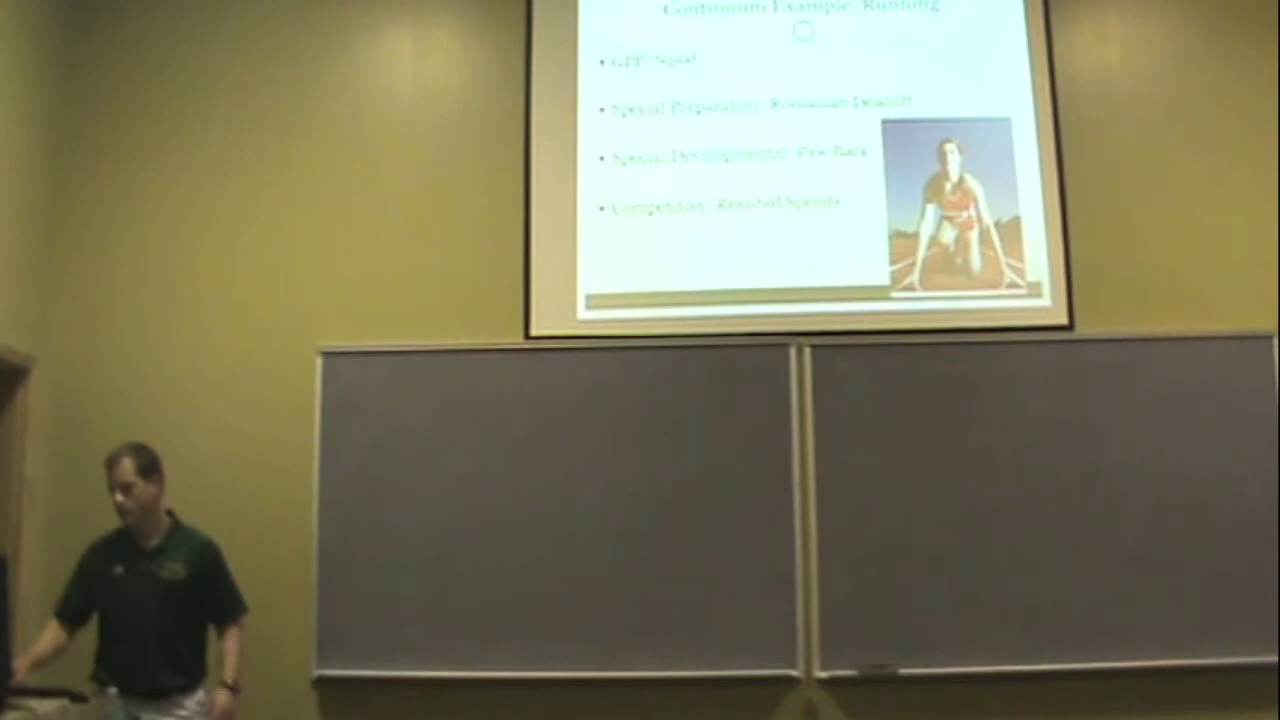 Continuum Example: Running
• GPP: Squat
• Special Preparatory: Romanian Deadlift
• Special Developmental: Paw Back
• Competitive: Resisted Sprints